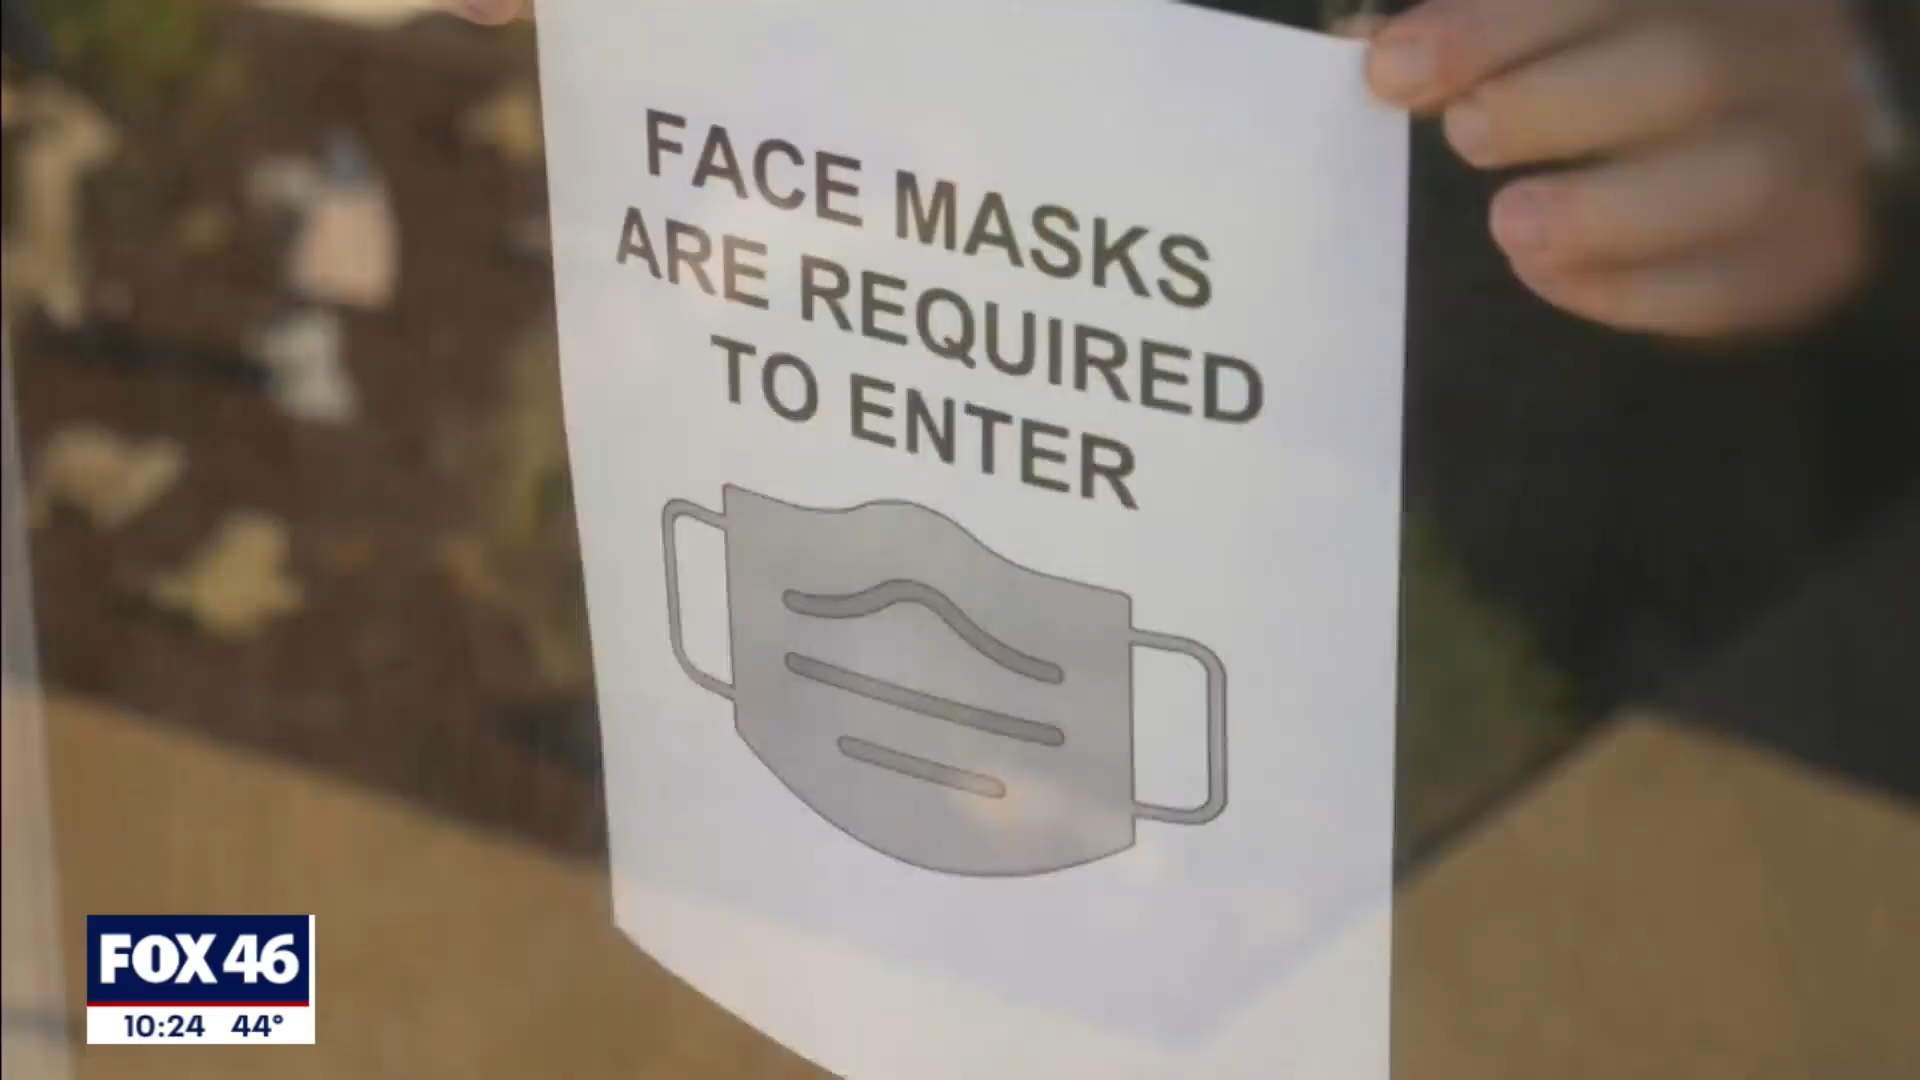 FACE MASKS
ARE REQUIRED
TO ENTER
FOX 46
10:24 44°